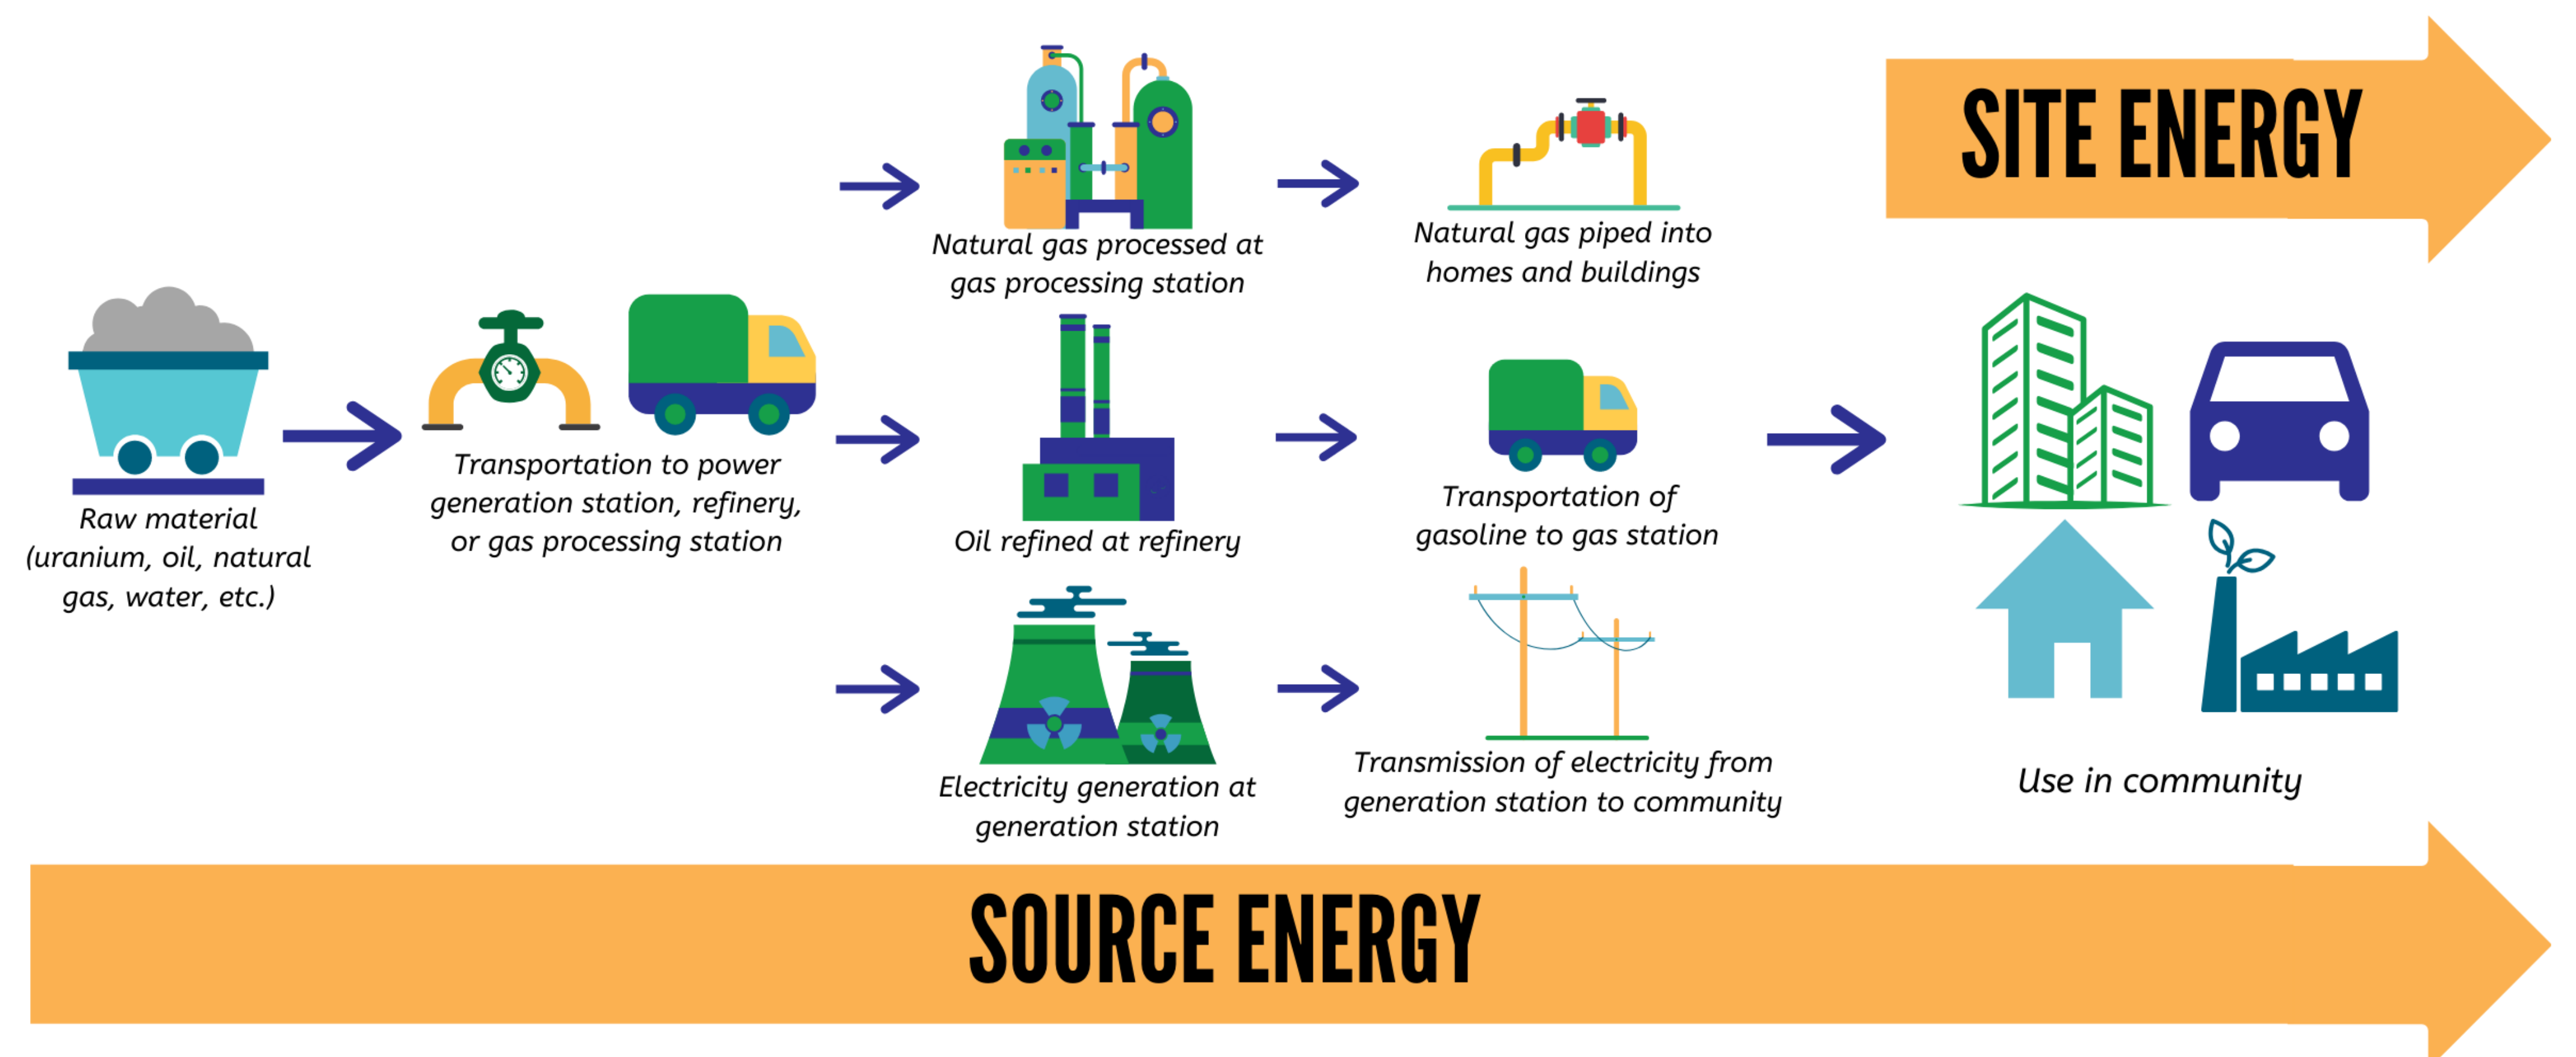 SITE ENERGY
Natural gas processed at
gas processing station
Natural gas piped into
homes and buildings
Raw material
(uranium, oil, natural
gas, water, etc.)
Transportation to power
generation station, refinery,
or gas processing station
Oil refined at refinery
Transportation of
gasoline to gas station
Electricity generation at
generation station
Transmission of electricity from
generation station to community
Use in community
SOURCE ENERGY